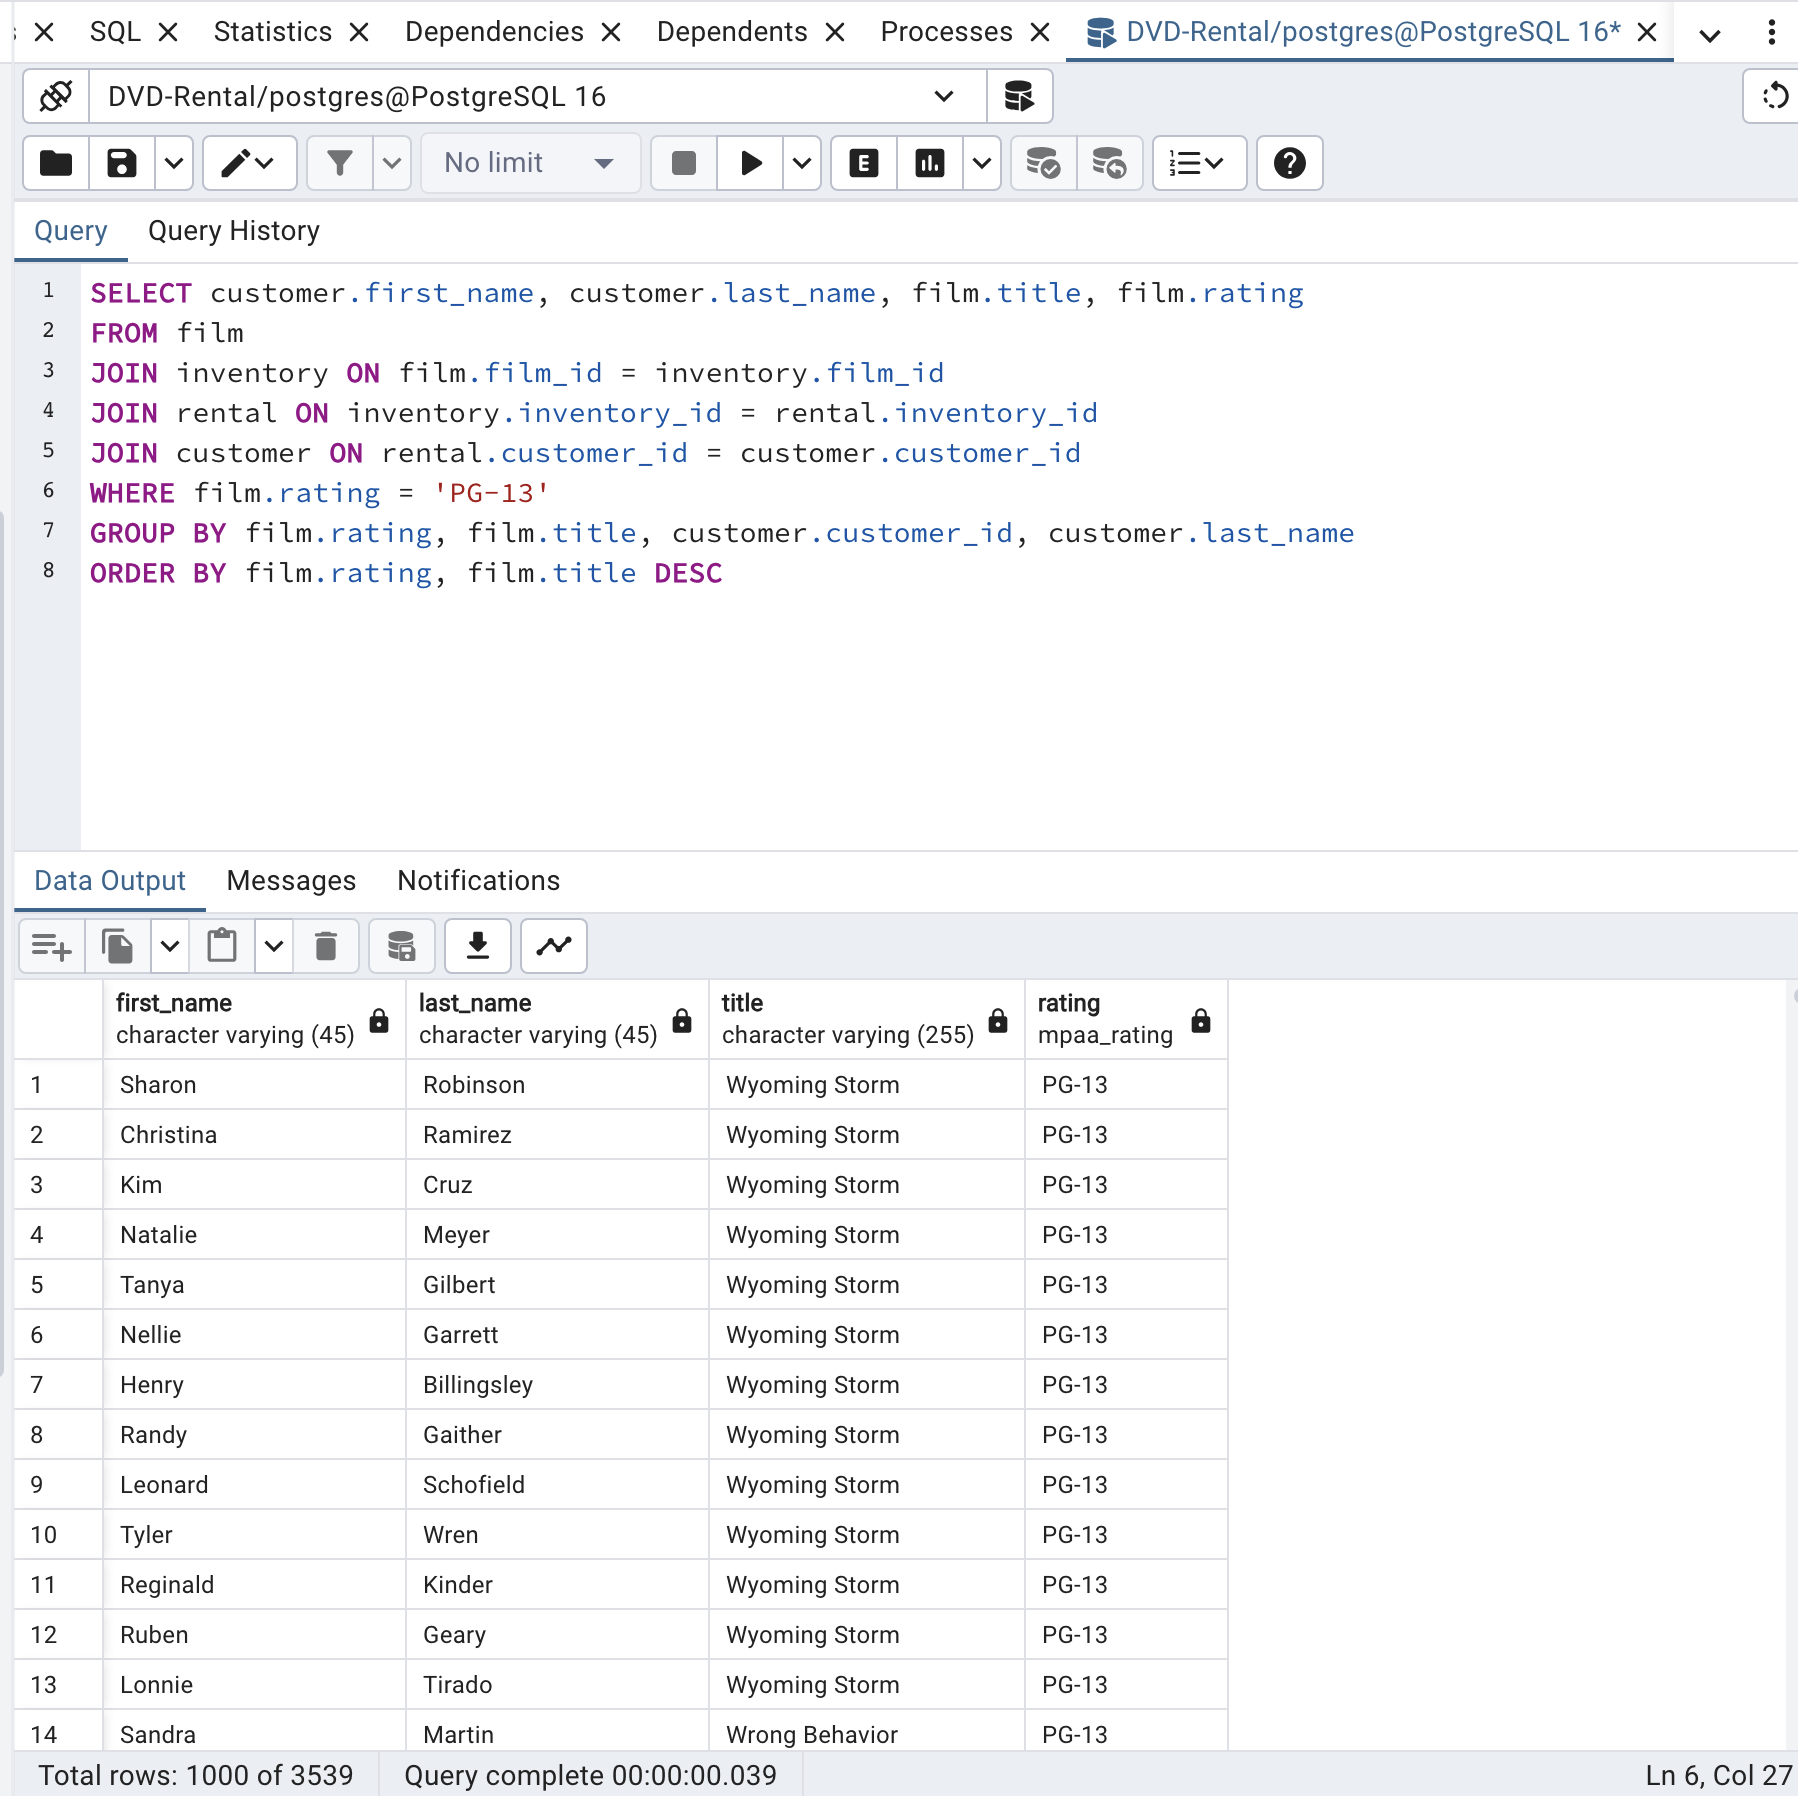 SQL Statistics Dependencies Dependents Processes DVD-Rental/postgres@PostgreSQL 16*
DVD-Rental/postgres@PostgreSQL 16
No limit
Query Query History
1 SELECT customer.first_name, customer.last_name, film.title, film.rating
2 FROM film
3 JOIN inventory ON film.film_id = inventory.film_id
4 JOIN rental ON inventory.inventory_id = rental.inventory_id
5 JOIN customer ON rental.customer_id = customer.customer_id
6 WHERE film.rating = 'PG-13'
7 GROUP BY film.rating, film.title, customer.customer_id, customer.last_name
8 ORDER BY film.rating, film.title DESC
Data Output Messages Notifications
first_name last_name title rating
character varying (45) character varying (45) character varying (255) mpaa_rating
1 Sharon Robinson Wyoming Storm PG-13
2 Christina Ramirez Wyoming Storm PG-13
3 Kim Cruz Wyoming Storm PG-13
4 Natalie Meyer Wyoming Storm PG-13
5 Tanya Gilbert Wyoming Storm PG-13
6 Nellie Garrett Wyoming Storm PG-13
7 Henry Billingsley Wyoming Storm PG-13
8 Randy Gaither Wyoming Storm PG-13
9 Leonard Schofield Wyoming Storm PG-13
10 Tyler Wren Wyoming Storm PG-13
11 Reginald Kinder Wyoming Storm PG-13
12 Ruben Geary Wyoming Storm PG-13
13 Lonnie Tirado Wyoming Storm PG-13
14 Sandra Martin Wrong Behavior PG-13
Total rows: 1000 of 3539 Query complete 00:00:00.039 Ln 6, Col 27